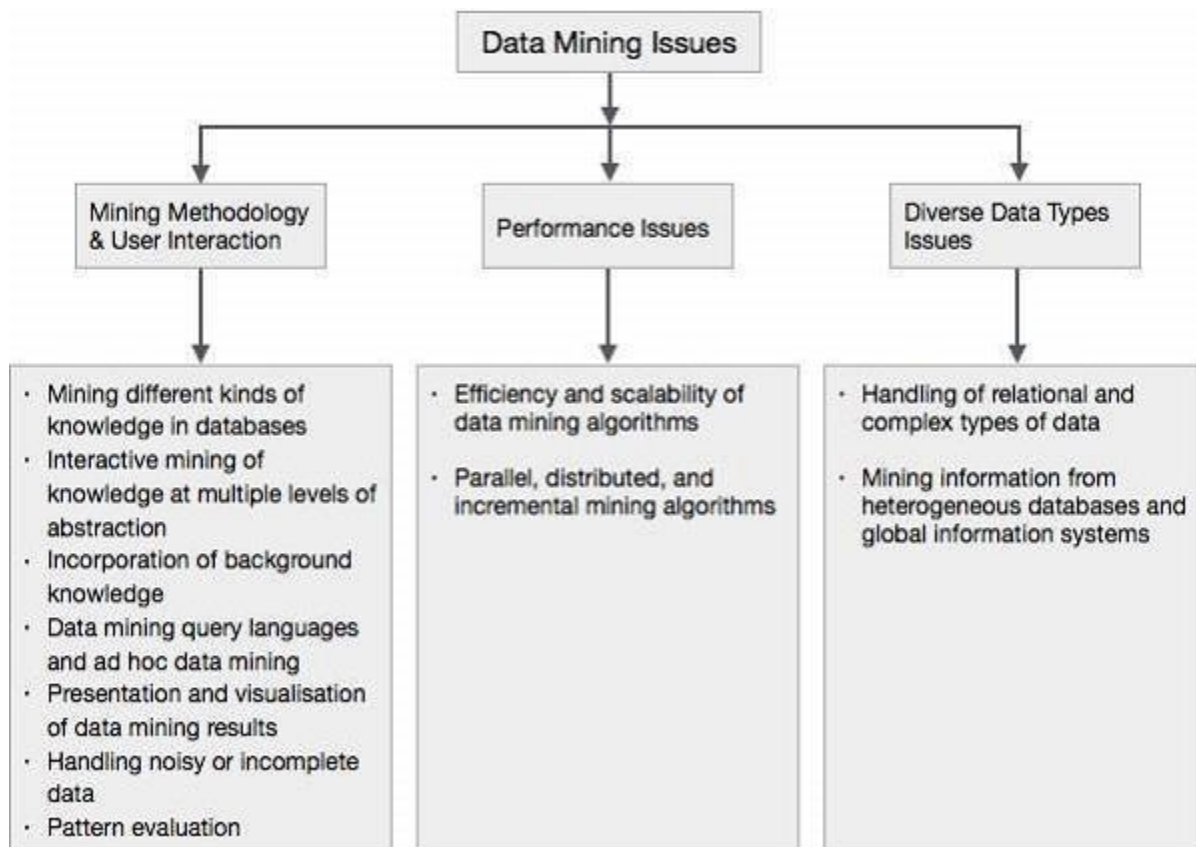 Data Mining Issues
Mining Methodology
& User Interaction
Performance Issues
Diverse Data Types
Issues
· Mining different kinds of
knowledge in databases
· Interactive mining of
knowledge at multiple levels of
abstraction
· Incorporation of background
knowledge
· Data mining query languages
and ad hoc data mining
· Presentation and visualisation
of data mining results
· Handling noisy or incomplete
data
· Pattern evaluation
· Efficiency and scalability of
data mining algorithms
· Parallel, distributed, and
incremental mining algorithms
· Handling of relational and
complex types of data
· Mining information from
heterogeneous databases and
global information systems